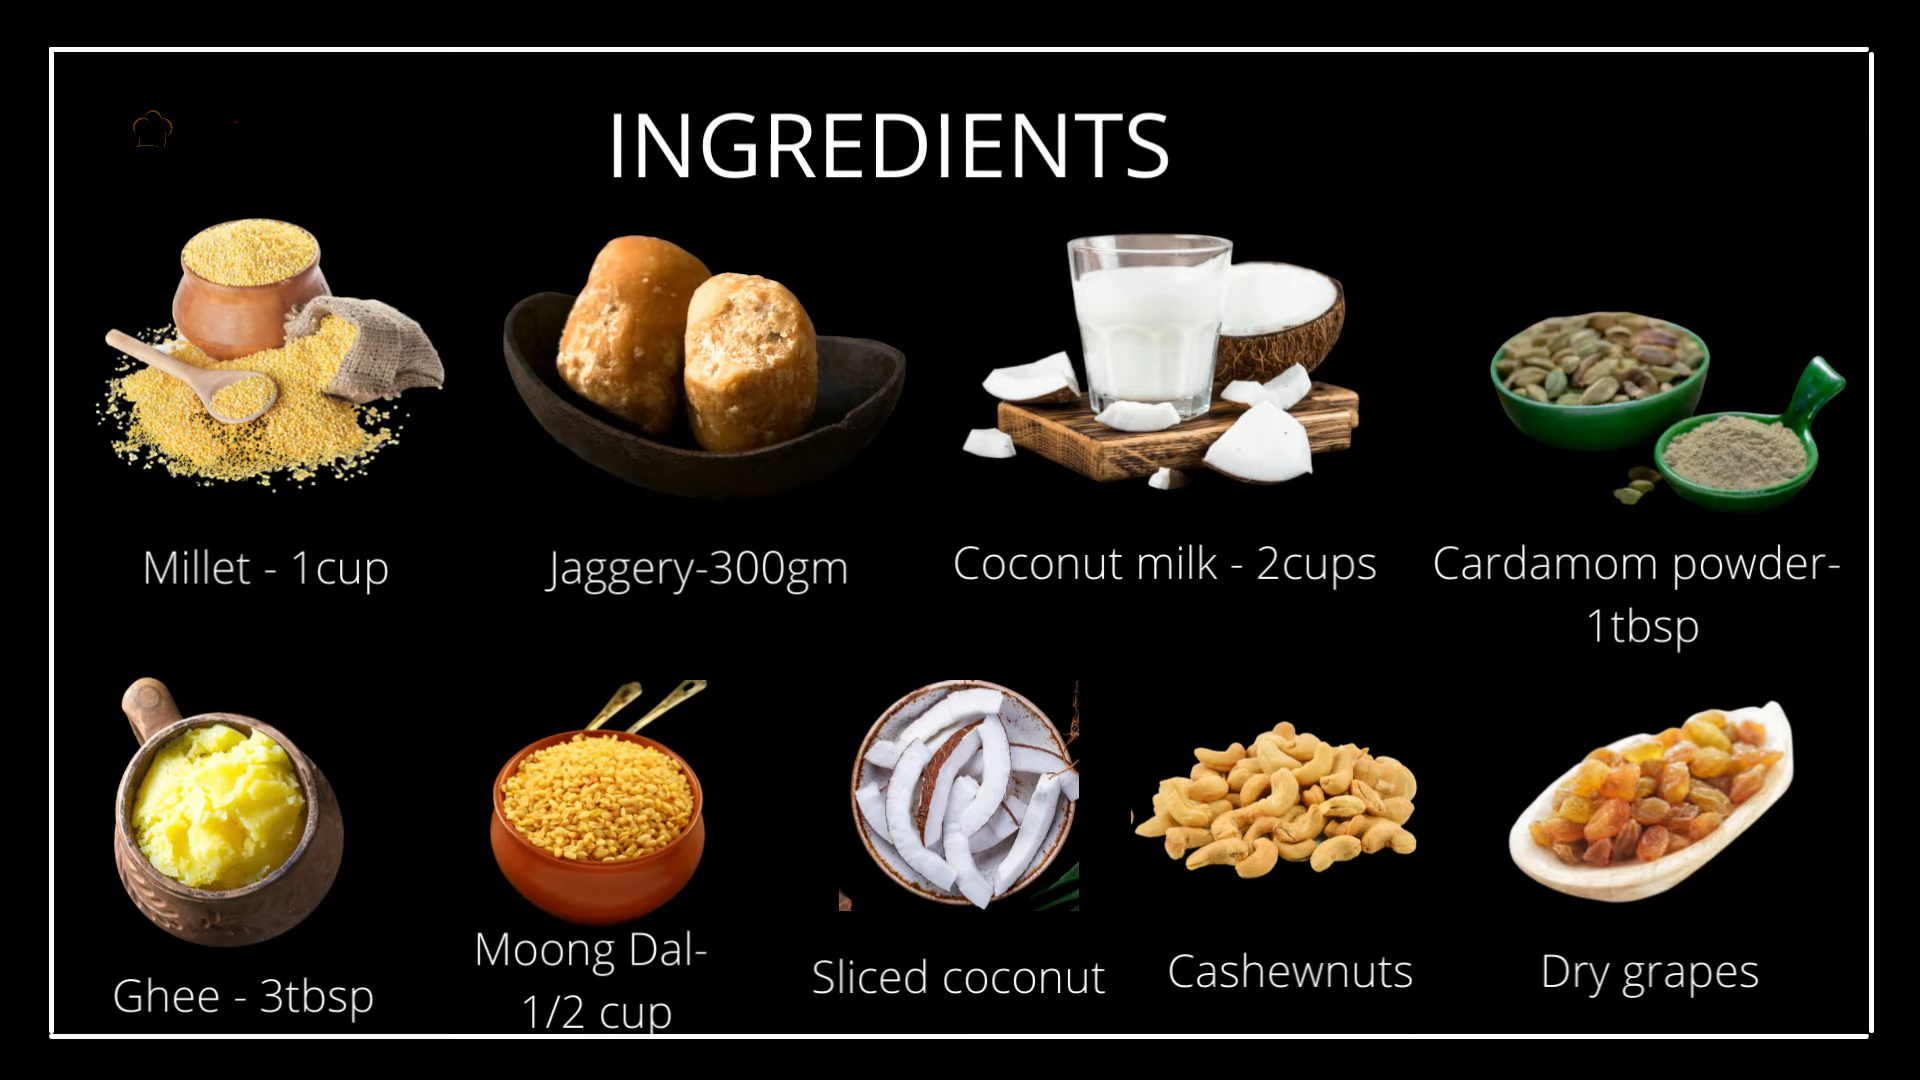 INGREDIENTS
Millet - 1cup
Jaggery-300gm
Coconut milk - 2cups
Cardamom powder-
1tbsp
Ghee - 3tbsp
Moong Dal-
1/2 cup
Sliced coconut
Cashewnuts
Dry grapes